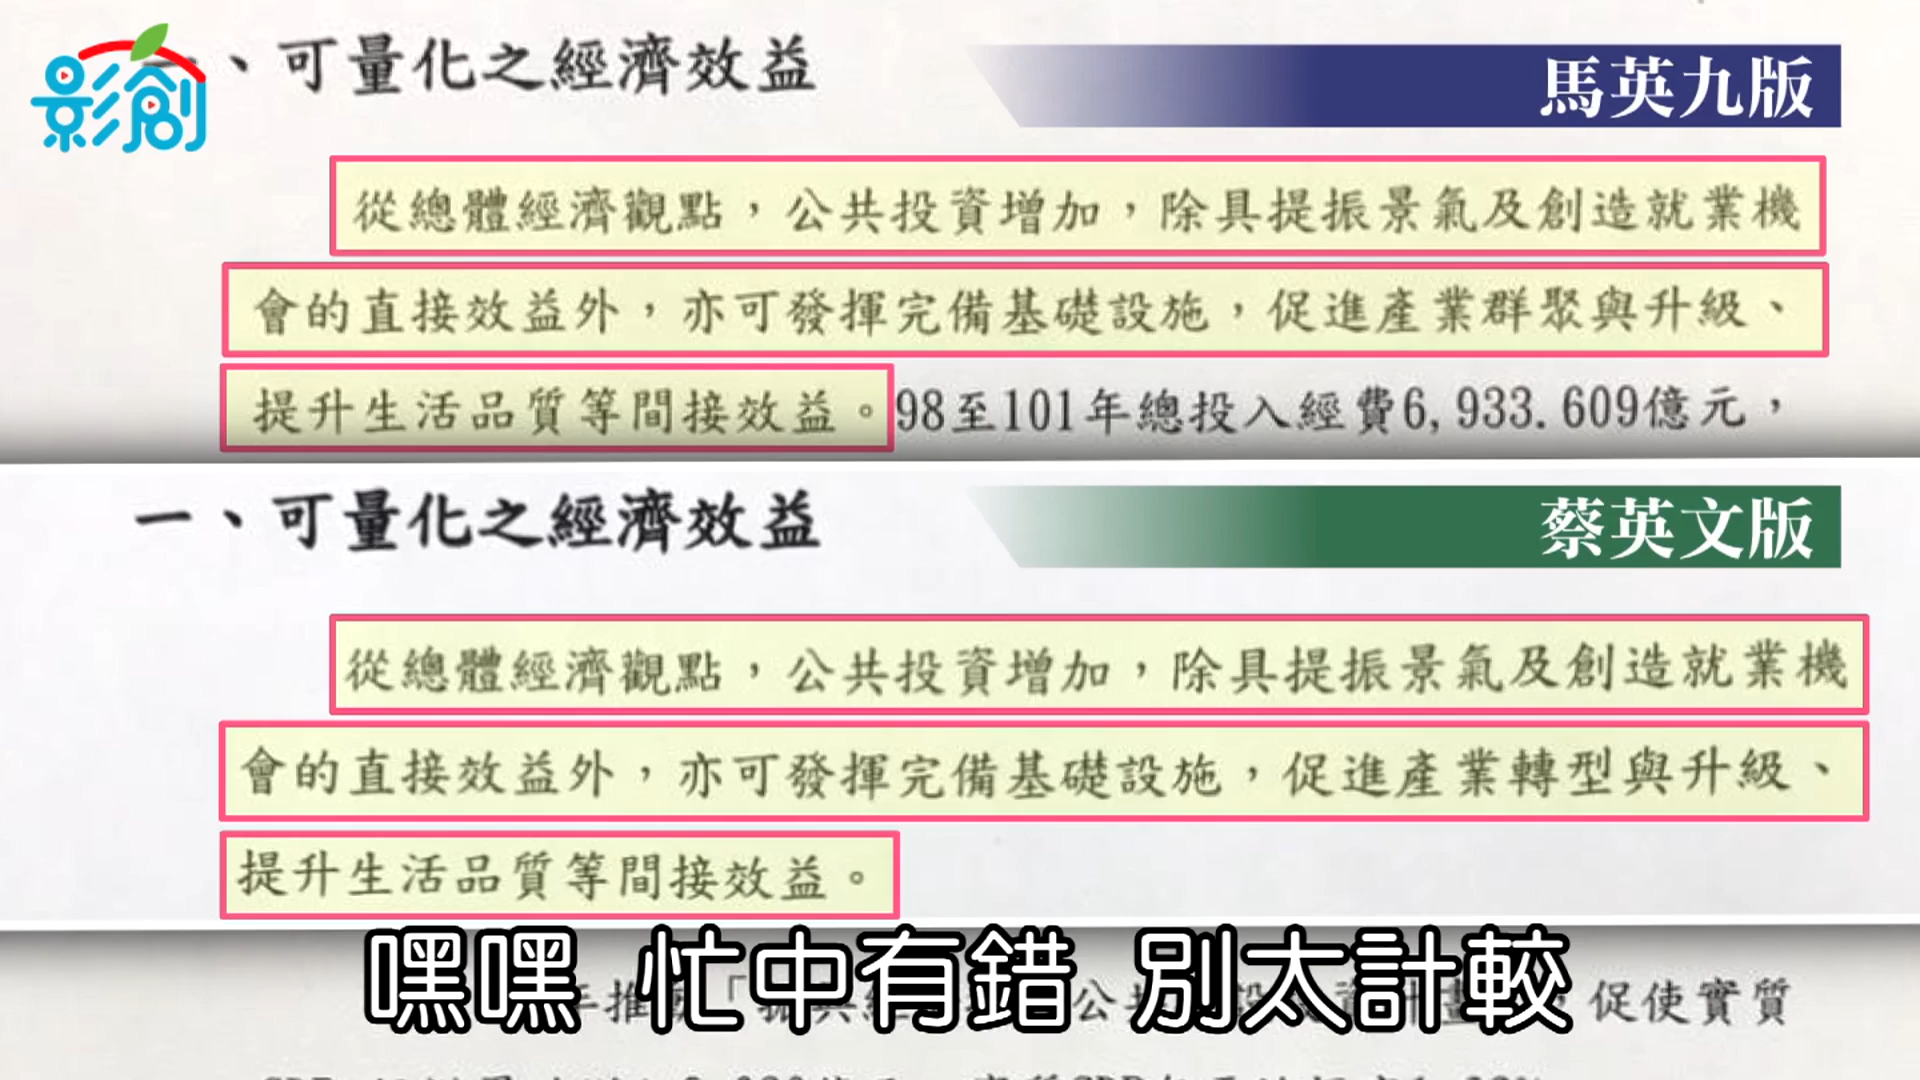 影創
一、可量化之經濟效益
馬英九版
從總體經濟觀點，公共投資增加，除具提振景氣及創造就業機
會的直接效益外，亦可發揮完備基礎設施，促進產業群聚與升級、
提升生活品質等間接效益。98至101年總投入經費6,933.609億元，
一、可量化之經濟效益
蔡英文版
從總體經濟觀點，公共投資增加，除具提振景氣及創造就業機
會的直接效益外，亦可發揮完備基礎設施，促進產業轉型與升級、
提升生活品質等間接效益。
嘿嘿 忙中有錯 別太計較
促使實質